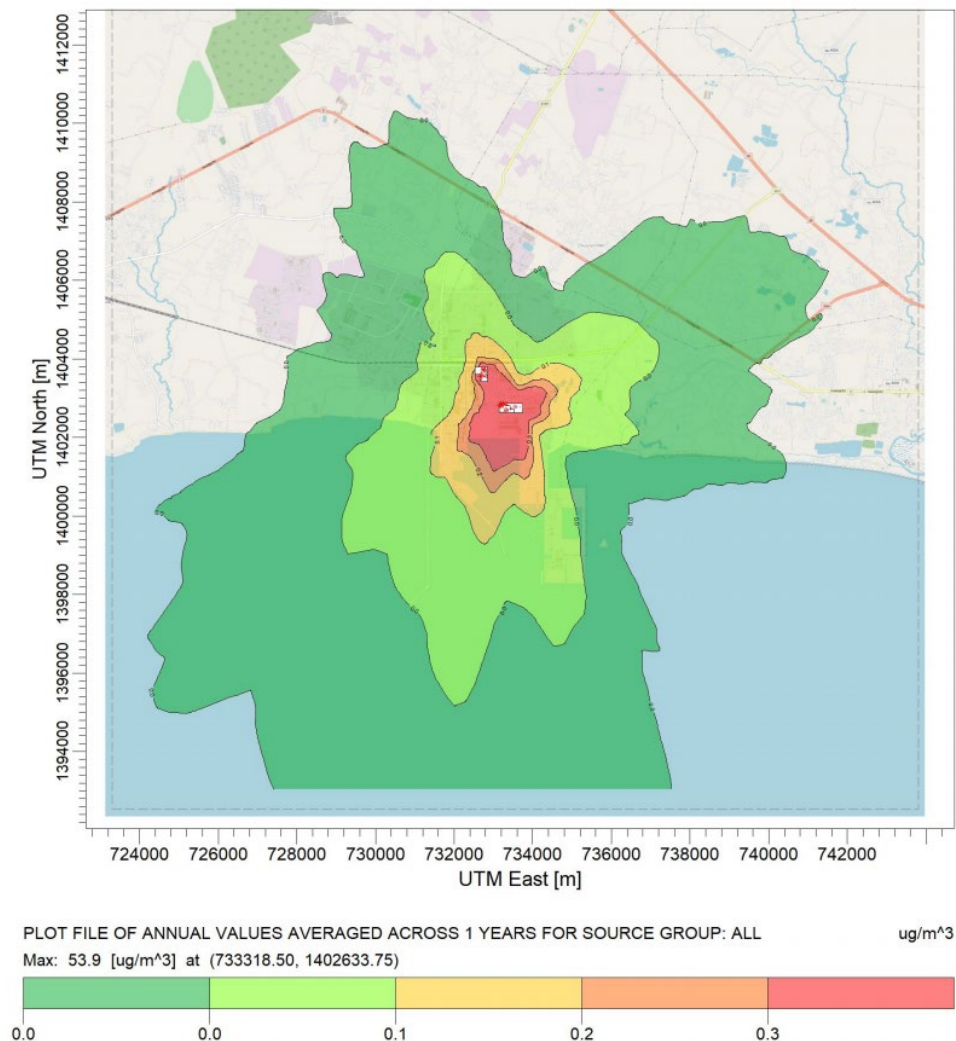 UTM North [m]
1412000
1410000
1408000
1406000
1404000
1402000
1400000
1398000
1396000
1394000
724000 726000 728000 730000 732000 734000 736000 738000 740000 742000
UTM East [m]
PLOT FILE OF ANNUAL VALUES AVERAGED ACROSS 1 YEARS FOR SOURCE GROUP: ALL ug/m^3
Max: 53.9 [ug/m^3] at (733318.50, 1402633.75)
0.0 0.0 0.1 0.2 0.3